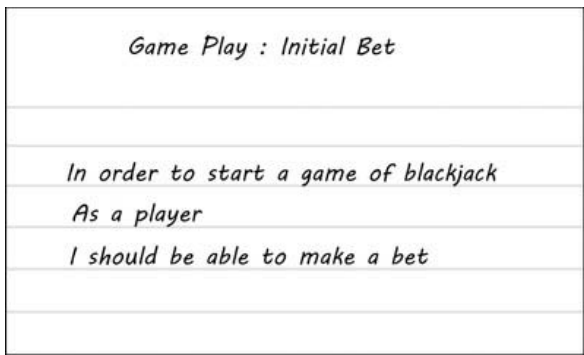 Game Play : Initial Bet
In order to start a game of blackjack
As a player
I should be able to make a bet